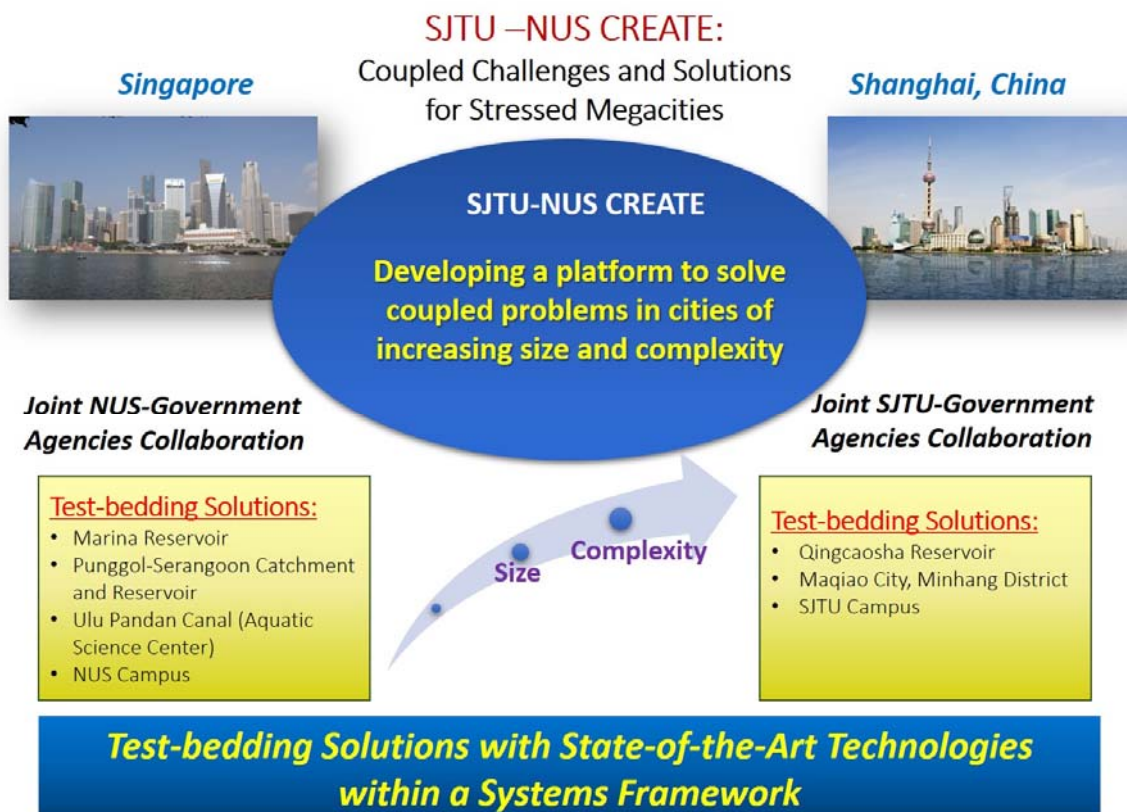 SJTU –NUS CREATE:
Coupled Challenges and Solutions
for Stressed Megacities
Singapore
Shanghai, China
SJTU-NUS CREATE
Developing a platform to solve
coupled problems in cities of
increasing size and complexity
Joint NUS-Government
Agencies Collaboration
Joint SJTU-Government
Agencies Collaboration
Test-bedding Solutions:
• Marina Reservoir
• Punggol-Serangoon Catchment
and Reservoir
• Ulu Pandan Canal (Aquatic
Science Center)
• NUS Campus
Size
Complexity
Test-bedding Solutions:
• Qingcaosha Reservoir
• Maqiao City, Minhang District
• SJTU Campus
Test-bedding Solutions with State-of-the-Art Technologies
within a Systems Framework